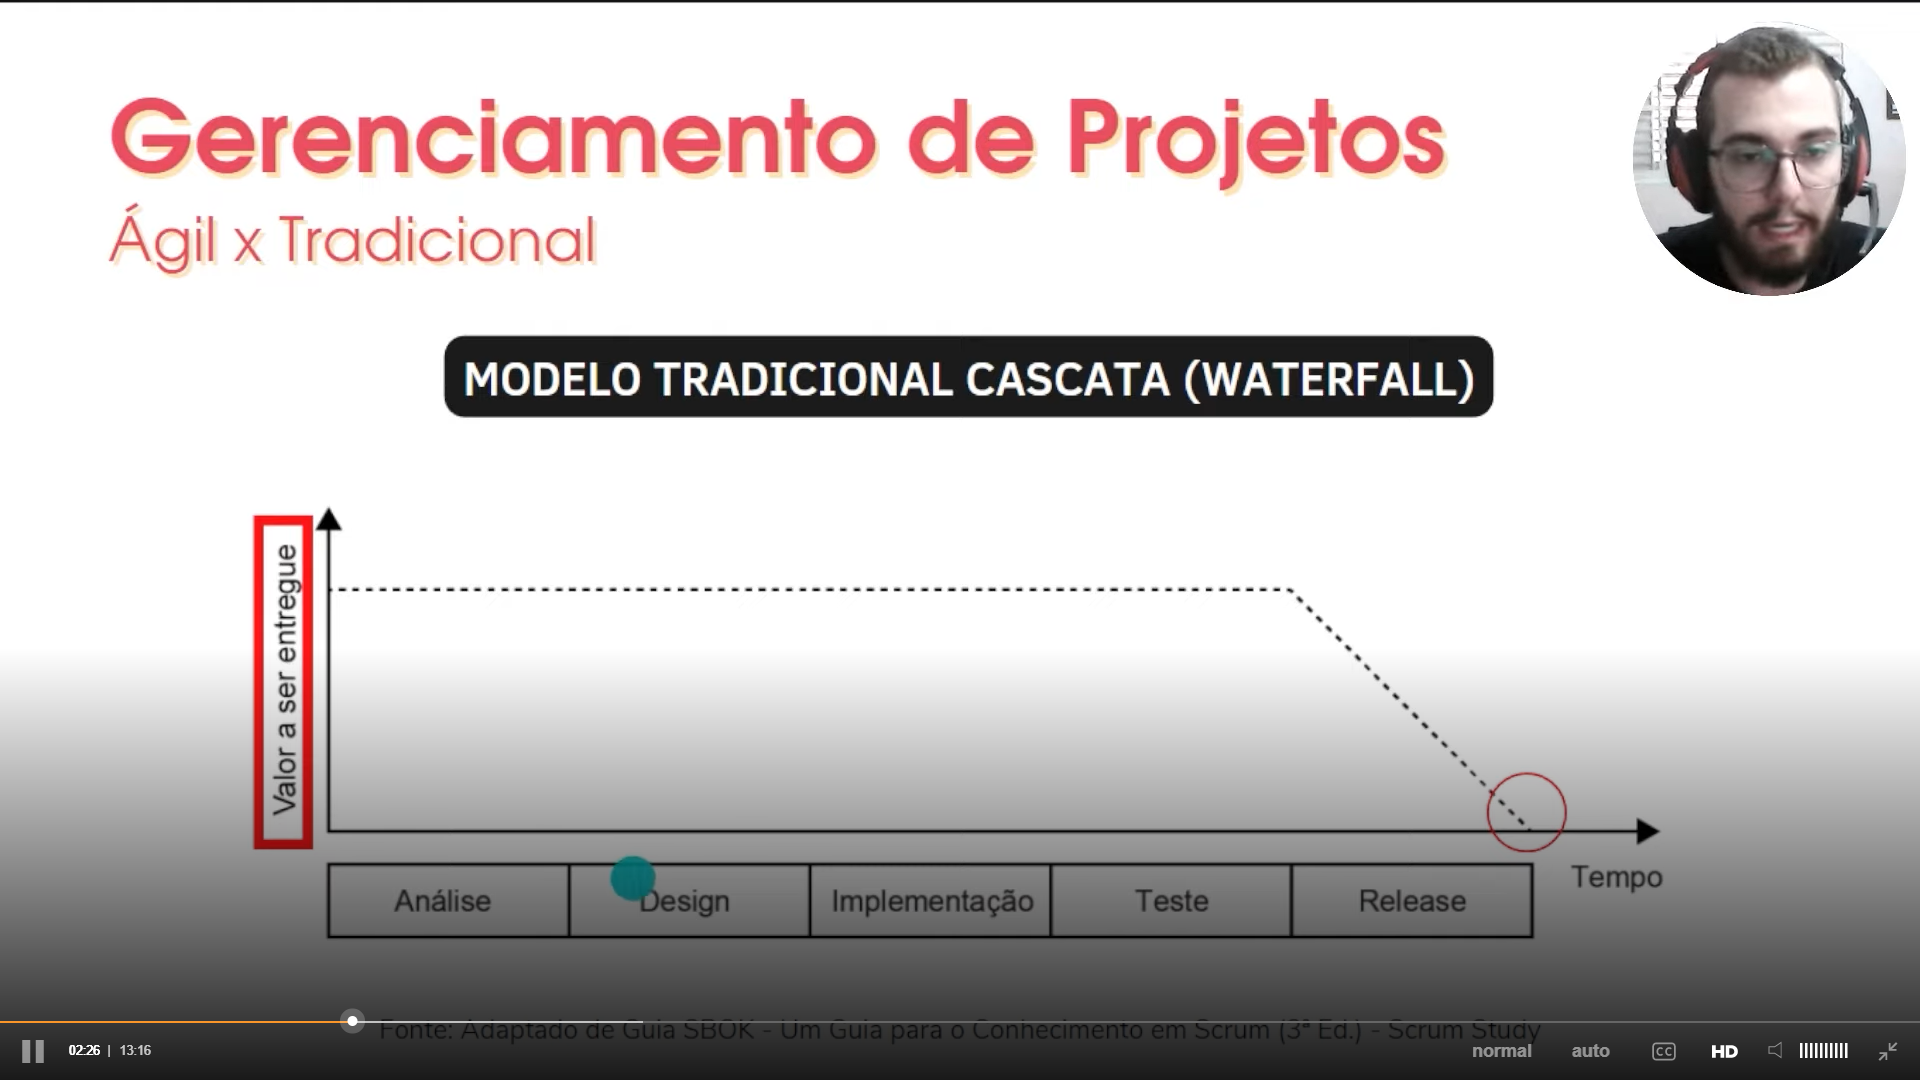 Gerenciamento de Projetos
Ágil x Tradicional
MODELO TRADICIONAL CASCATA (WATERFALL)
Valor a ser entregue
Tempo
Análise
Design
Implementação
Teste
Release
Fonte: Adaptado de Guia SBOK - Um Guia para o Conhecimento em Scrum (3ª Ed.) - Scrum Study
02:26 | 13:16
normal
auto
CC
HD